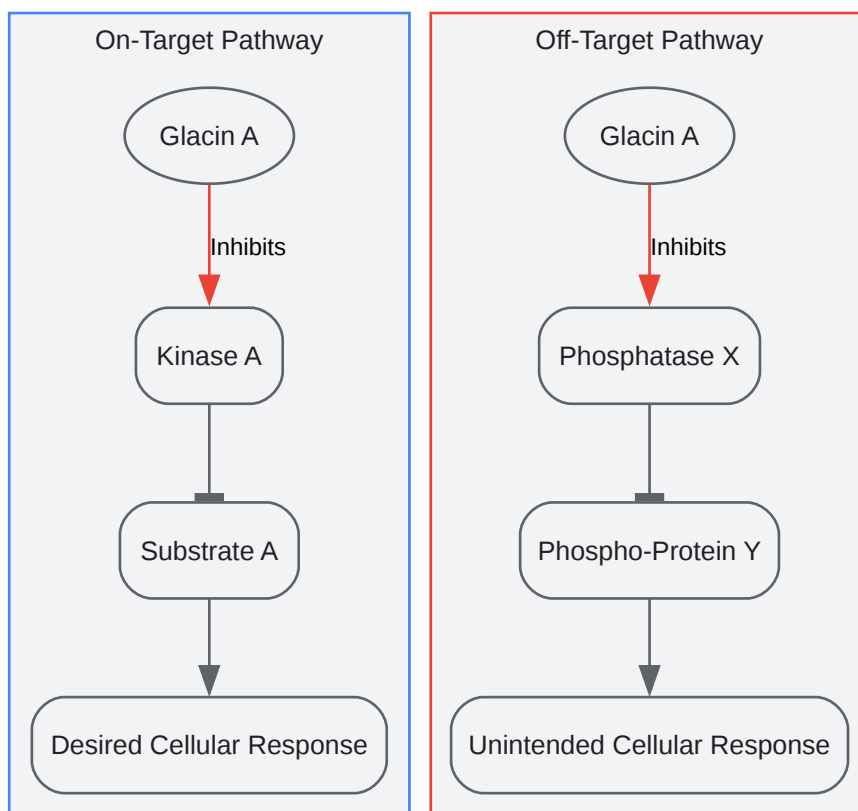 On-Target Pathway
Glacin A
Inhibits
Kinase A
Substrate A
Desired Cellular Response
Off-Target Pathway
Glacin A
Inhibits
Phosphatase X
Phospho-Protein Y
Unintended Cellular Response